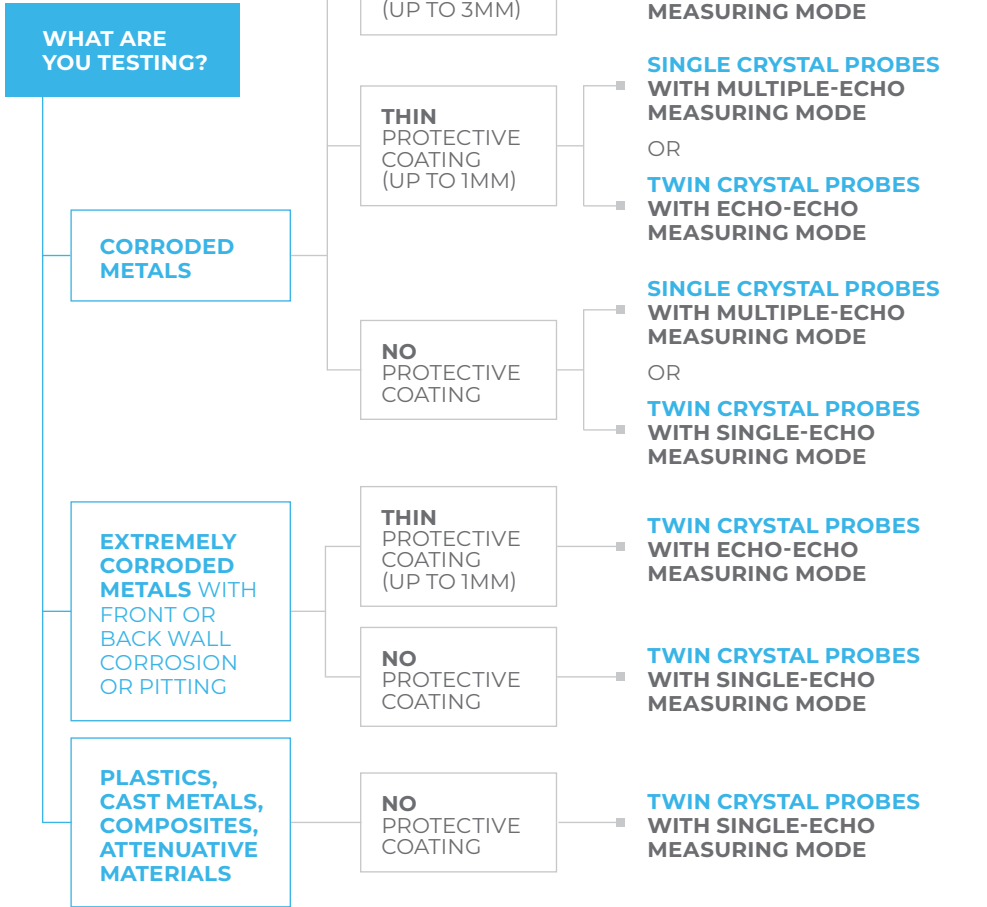 (UP TO 3MM)
MEASURING MODE
WHAT ARE
YOU TESTING?
SINGLE CRYSTAL PROBES
WITH MULTIPLE-ECHO
MEASURING MODE
THIN
PROTECTIVE
COATING
(UP TO 1MM)
OR
TWIN CRYSTAL PROBES
WITH ECHO-ECHO
MEASURING MODE
CORRODED
METALS
SINGLE CRYSTAL PROBES
WITH MULTIPLE-ECHO
MEASURING MODE
NO
PROTECTIVE
COATING
OR
TWIN CRYSTAL PROBES
WITH SINGLE-ECHO
MEASURING MODE
EXTREMELY
CORRODED
METALS WITH
FRONT OR
BACK WALL
CORROSION
OR PITTING
THIN
PROTECTIVE
COATING
(UP TO 1MM)
TWIN CRYSTAL PROBES
WITH ECHO-ECHO
MEASURING MODE
NO
PROTECTIVE
COATING
TWIN CRYSTAL PROBES
WITH SINGLE-ECHO
MEASURING MODE
PLASTICS,
CAST METALS,
COMPOSITES,
ATTENUATIVE
MATERIALS
NO
PROTECTIVE
COATING
TWIN CRYSTAL PROBES
WITH SINGLE-ECHO
MEASURING MODE